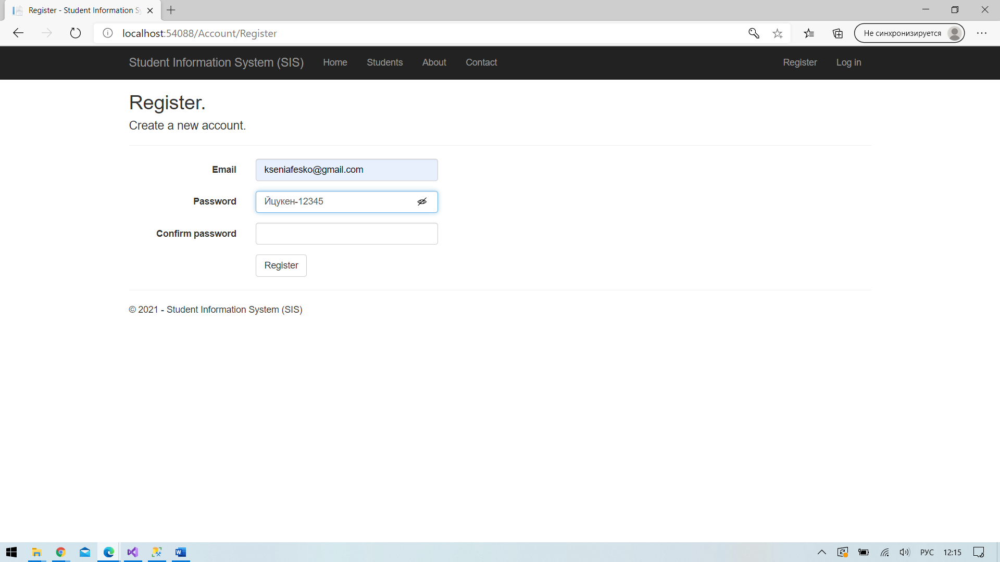 Register - Student Information S
localhost:54088/Account/Register
Не синхронизируется
Student Information System (SIS) Home Students About Contact Register Log in
Register.
Create a new account.
Email kseniafesko@gmail.com
Password Йцукен-12345
Confirm password
Register
© 2021 - Student Information System (SIS)
РУС 12:15